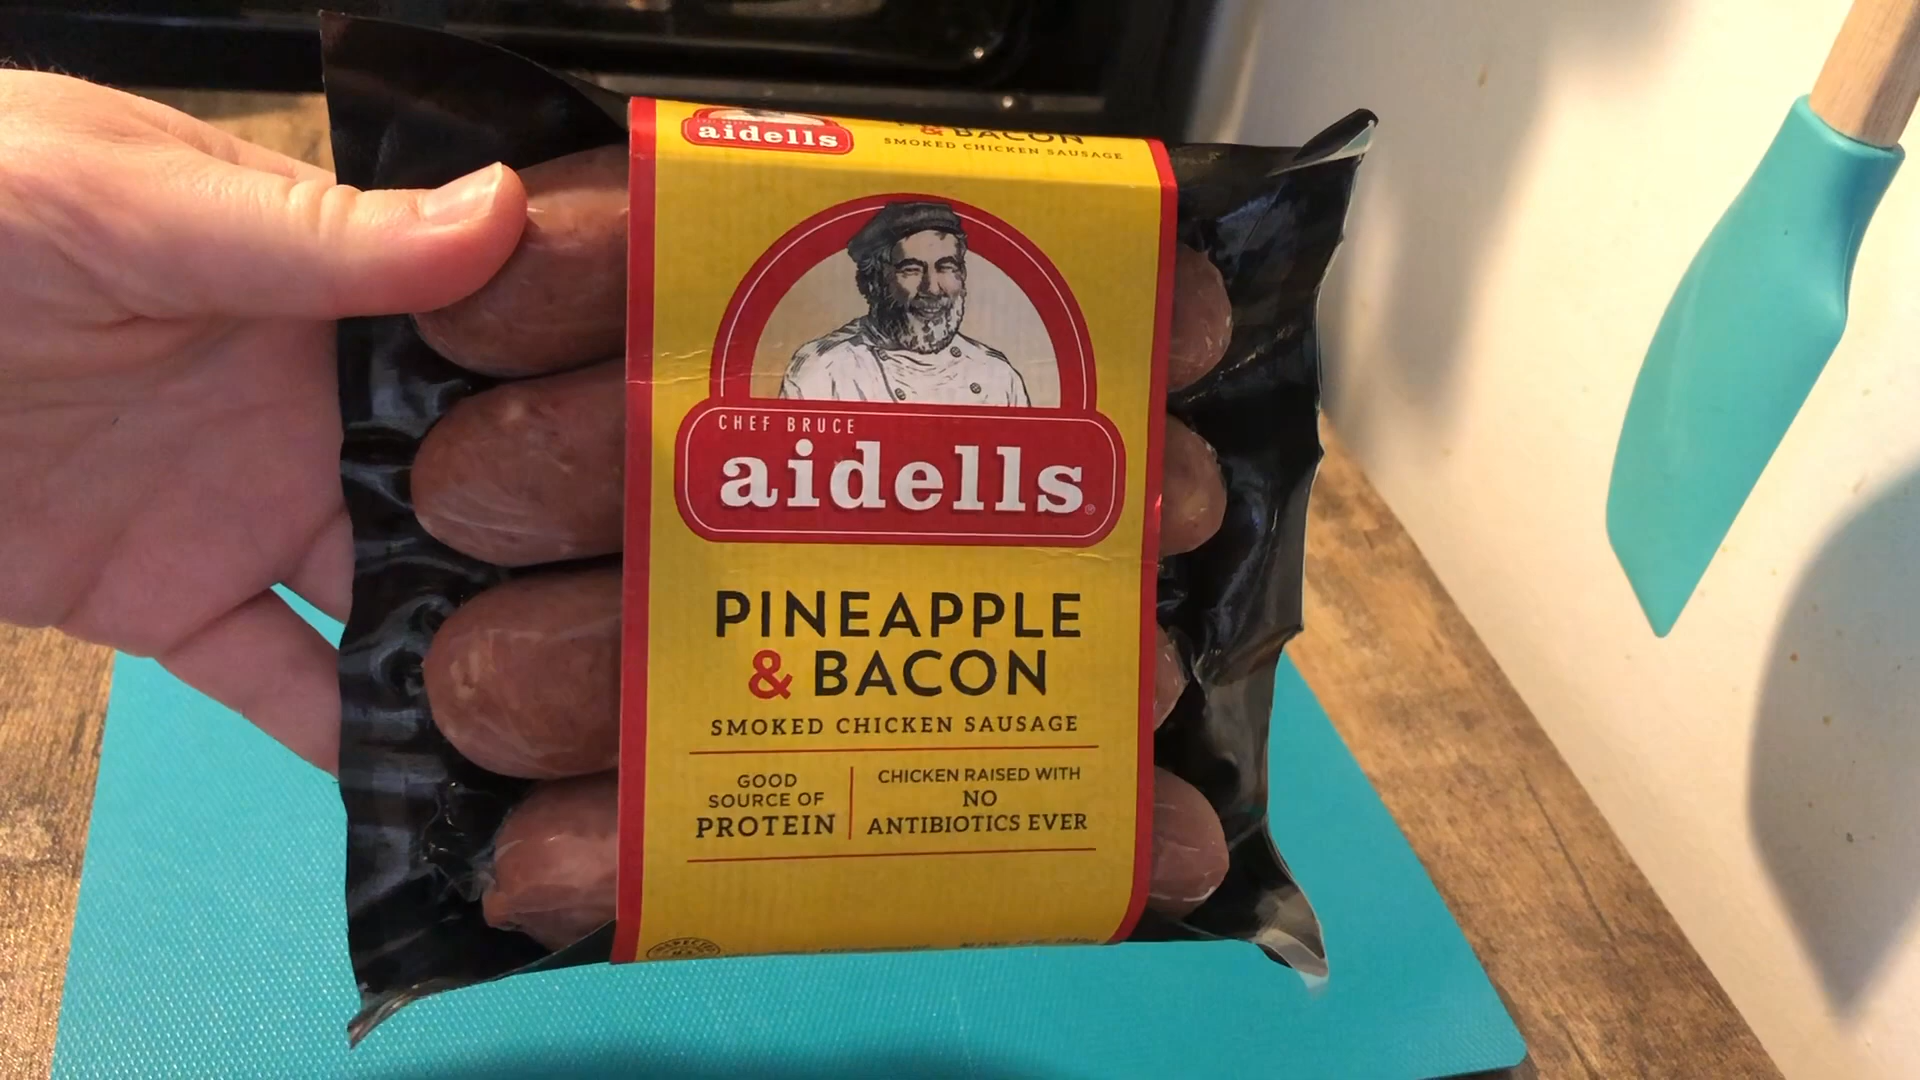 aidells
& BACON
SMOKED CHICKEN SAUSAGE
CHEF BRUCE
aidells®
PINEAPPLE
& BACON
SMOKED CHICKEN SAUSAGE
GOOD
SOURCE OF
PROTEIN
CHICKEN RAISED WITH
NO
ANTIBIOTICS EVER